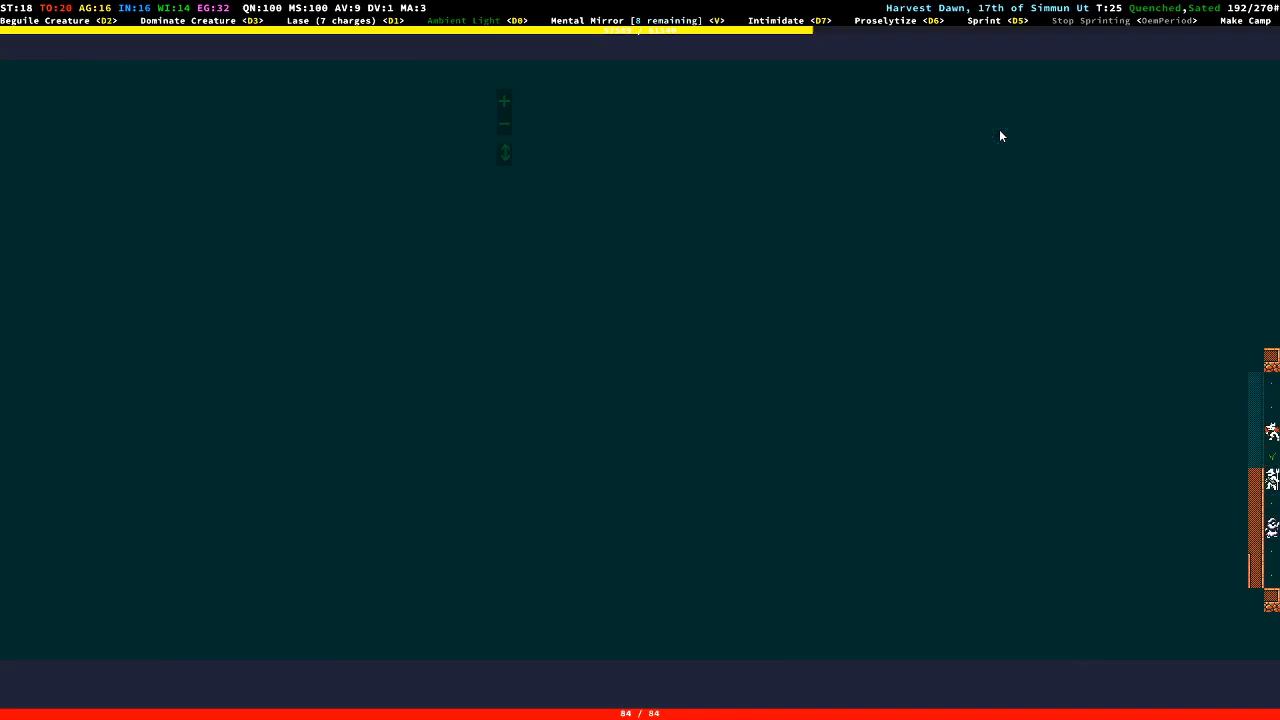 ST:18 TO:20 AG:16 IN:16 WI:14 EG:32 QN:100 MS:100 AV:9 DV:1 MA:3 Harvest Dawn, 17th of Simmun Ut T:25 Quenched,Sated 192/270#
Beguile Creature <D2> Dominate Creature <D3> Lase (7 charges) <D1> Ambient Light <D0> Mental Mirror [8 remaining] <V> Intimidate <D7> Proselytize <D6> Sprint <D5> Stop Sprinting <OemPeriod> Make Camp
+
−
84 / 84